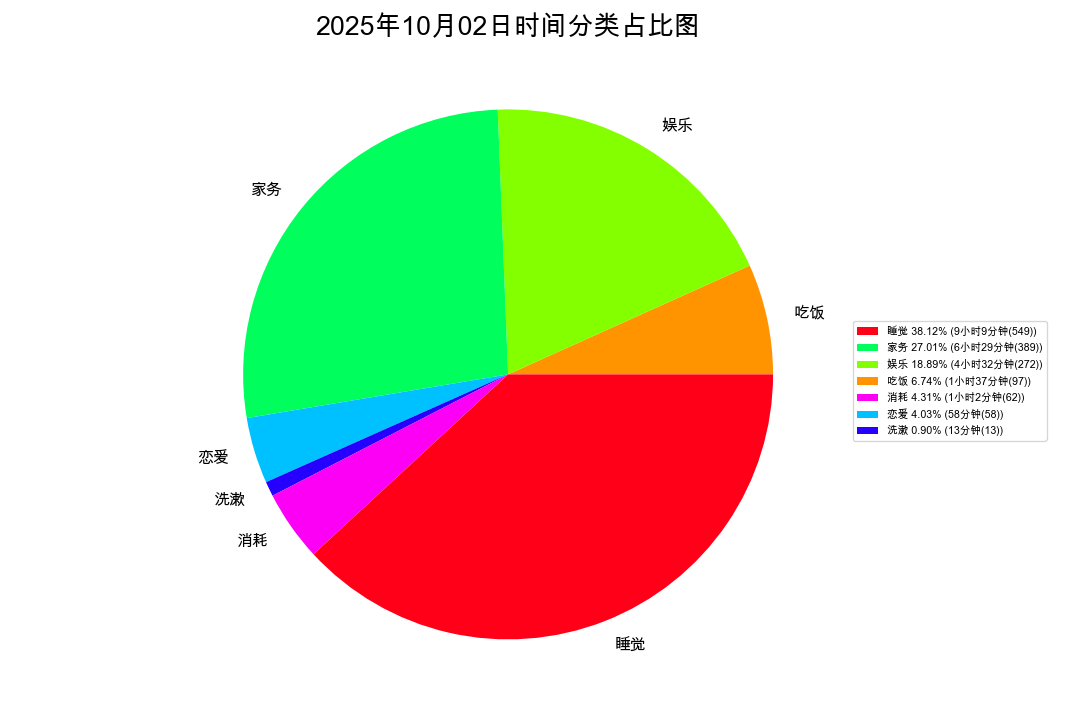 2025年10月02日时间分类占比图
娱乐
家务
吃饭
睡觉 38.12% (9小时9分钟(549))
家务 27.01% (6小时29分钟(389))
娱乐 18.89% (4小时32分钟(272))
吃饭 6.74% (1小时37分钟(97))
消耗 4.31% (1小时2分钟(62))
恋爱 4.03% (58分钟(58))
洗漱 0.90% (13分钟(13))
恋爱
洗漱
消耗
睡觉